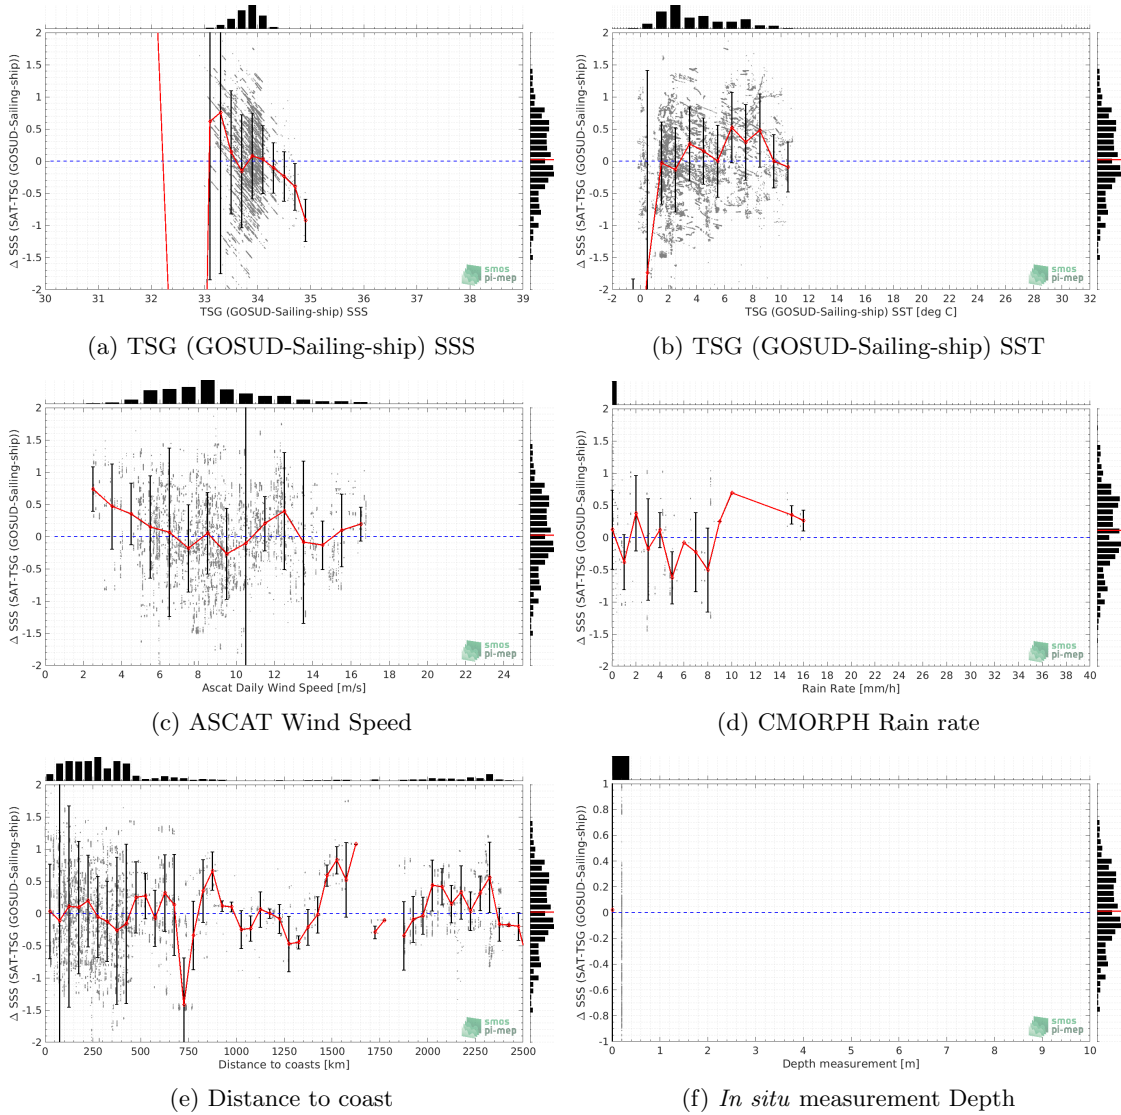 Δ SSS (SAT-TSG (GOSUD-Sailing-ship))
2
1.5
1
0.5
0
-0.5
-1
-1.5
-2
30 31 32 33 34 35 36 37 38 39
TSG (GOSUD-Sailing-ship) SSS
smos
pi-mep
(a) TSG (GOSUD-Sailing-ship) SSS
Δ SSS (SAT-TSG (GOSUD-Sailing-ship))
2
1.5
1
0.5
0
-0.5
-1
-1.5
-2
-2 0 2 4 6 8 10 12 14 16 18 20 22 24 26 28 30 32
TSG (GOSUD-Sailing-ship) SST [deg C]
smos
pi-mep
(b) TSG (GOSUD-Sailing-ship) SST
Δ SSS (SAT-TSG (GOSUD-Sailing-ship))
2
1.5
1
0.5
0
-0.5
-1
-1.5
-2
0 2 4 6 8 10 12 14 16 18 20 22 24
Ascat Daily Wind Speed [m/s]
smos
pi-mep
(c) ASCAT Wind Speed
Δ SSS (SAT-TSG (GOSUD-Sailing-ship))
2
1.5
1
0.5
0
-0.5
-1
-1.5
-2
0 2 4 6 8 10 12 14 16 18 20 22 24 26 28 30 32 34 36 38 40
Rain Rate [mm/h]
smos
pi-mep
(d) CMORPH Rain rate
Δ SSS (SAT-TSG (GOSUD-Sailing-ship))
2
1.5
1
0.5
0
-0.5
-1
-1.5
-2
0 250 500 750 1000 1250 1500 1750 2000 2250 2500
Distance to coasts [km]
smos
pi-mep
(e) Distance to coast
Δ SSS (SAT-TSG (GOSUD-Sailing-ship))
1
0.8
0.6
0.4
0.2
0
-0.2
-0.4
-0.6
-0.8
-1
0 1 2 3 4 5 6 7 8 9 10
Depth measurement [m]
smos
pi-mep
(f) In situ measurement Depth